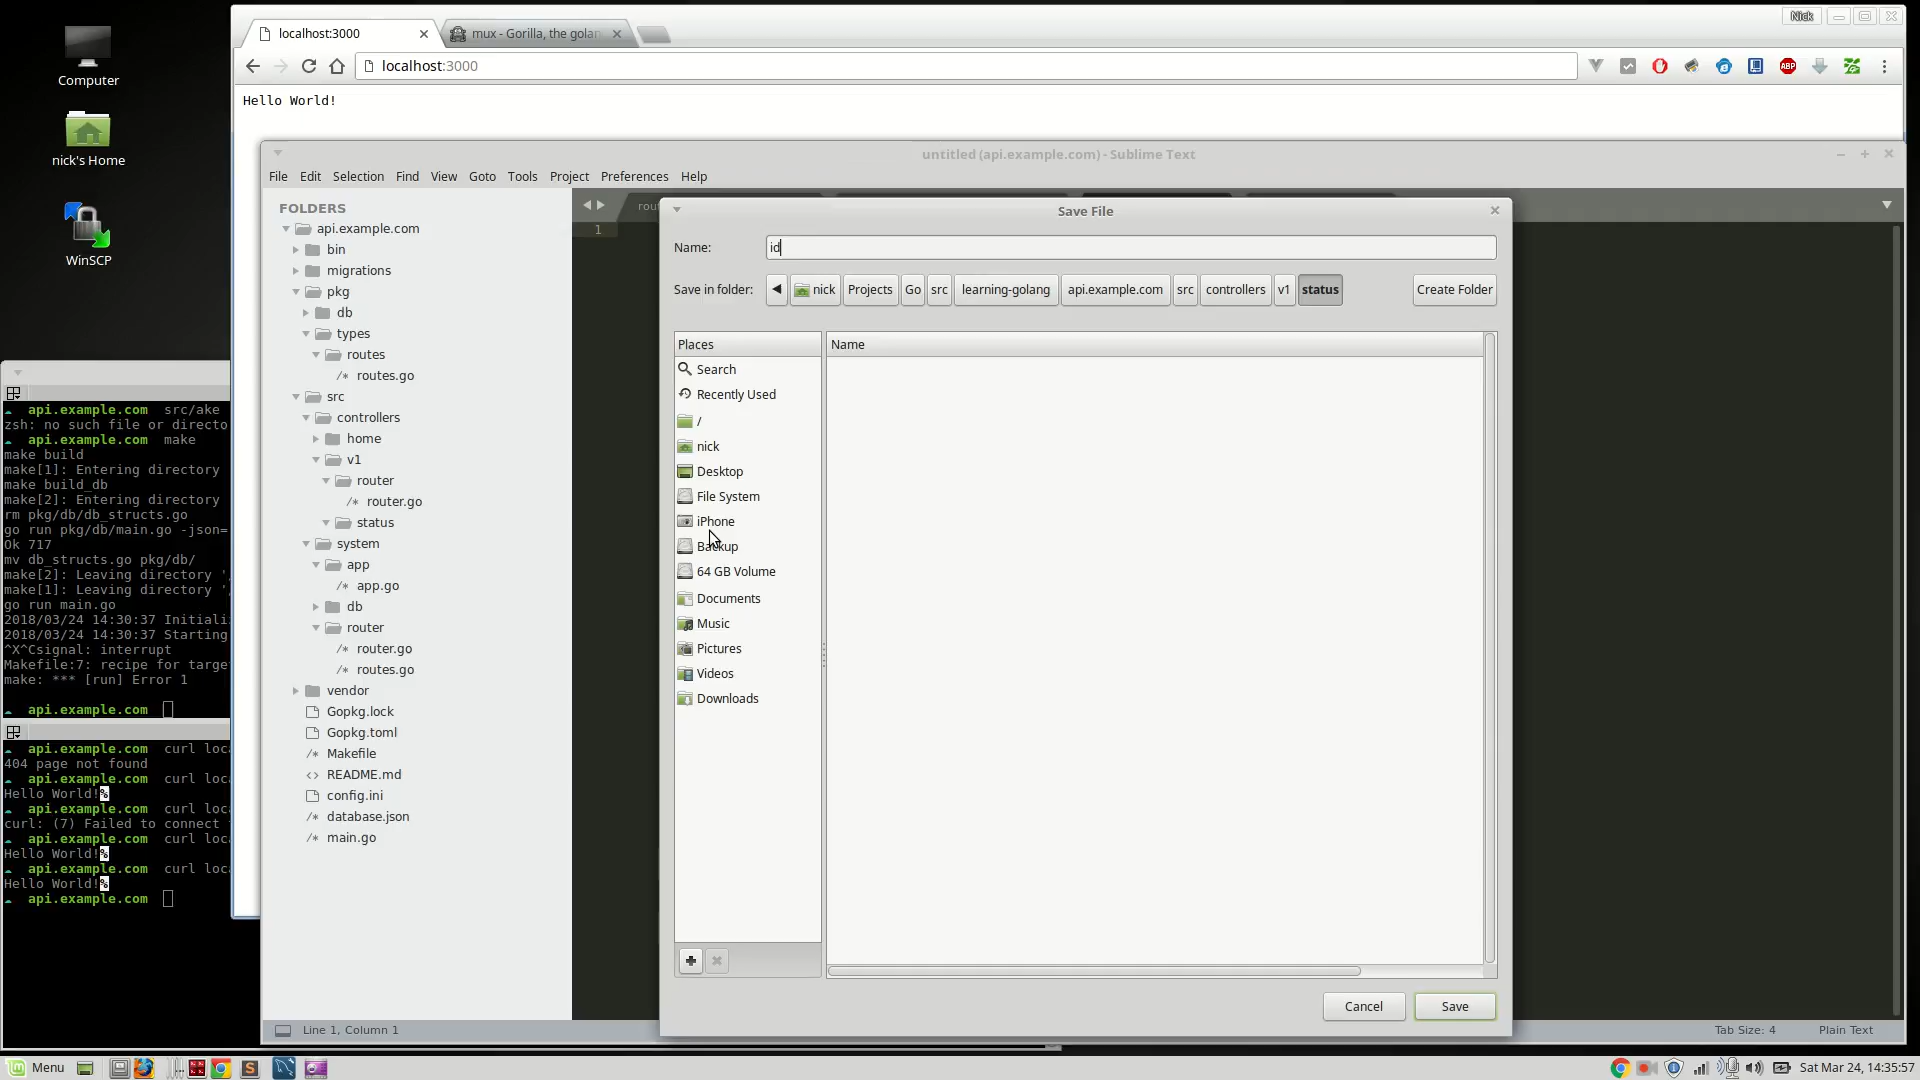 Computer
nick's Home
WinSCP
Nick
localhost:3000
mux - Gorilla, the golan
localhost:3000
ABP
Hello World!
untitled (api.example.com) - Sublime Text
File Edit Selection Find View Goto Tools Project Preferences Help
FOLDERS
api.example.com
bin
migrations
pkg
db
types
routes
/* routes.go
src
controllers
home
v1
router
/* router.go
status
system
app
/* app.go
db
router
/* router.go
/* routes.go
vendor
Gopkg.lock
Gopkg.toml
/* Makefile
<> README.md
config.ini
/* database.json
/* main.go
rou
1
Save File
Name: id
Save in folder: nick Projects Go src learning-golang api.example.com src controllers v1 status Create Folder
Places
Search
Recently Used
/
nick
Desktop
File System
iPhone
Backup
64 GB Volume
Documents
Music
Pictures
Videos
Downloads
Name
Cancel Save
Line 1, Column 1
Tab Size: 4 Plain Text
api.example.com src/ake
zsh: no such file or directo
api.example.com make
make build
make[1]: Entering directory
make build_db
make[2]: Entering directory
rm pkg/db/db_structs.go
go run pkg/db/main.go -json=
Ok 717
mv db_structs.go pkg/db/
make[2]: Leaving directory '
make[1]: Leaving directory '
go run main.go
2018/03/24 14:30:37 Initiali
2018/03/24 14:30:37 Starting
^X^Csignal: interrupt
Makefile:7: recipe for targe
make: *** [run] Error 1
api.example.com
api.example.com curl loc
404 page not found
api.example.com curl loc
Hello World!%
api.example.com curl loc
curl: (7) Failed to connect
api.example.com curl loc
Hello World!%
api.example.com curl loc
Hello World!%
api.example.com
Menu
Sat Mar 24, 14:35:57